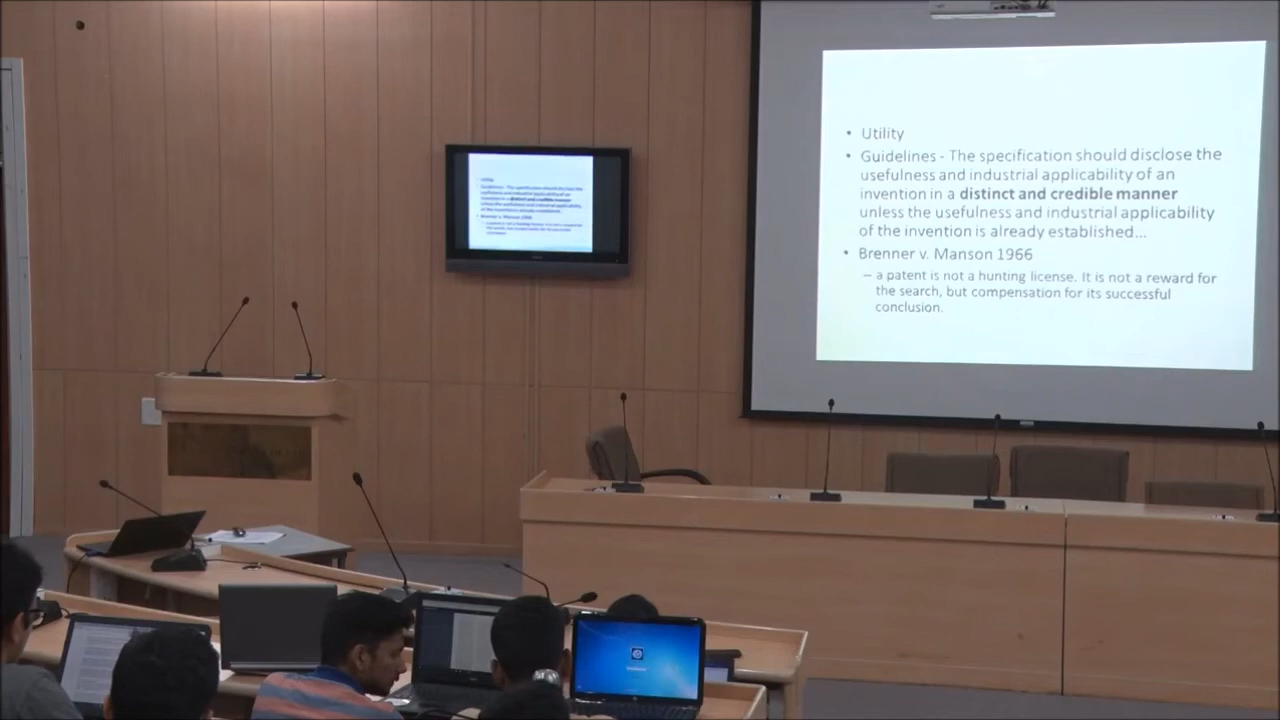 • Utility
• Guidelines - The specification should disclose the
usefulness and industrial applicability of an
invention in a distinct and credible manner
unless the usefulness and industrial applicability
of the invention is already established...
• Brenner v. Manson 1966
– a patent is not a hunting license. It is not a reward for
the search, but compensation for its successful
conclusion.